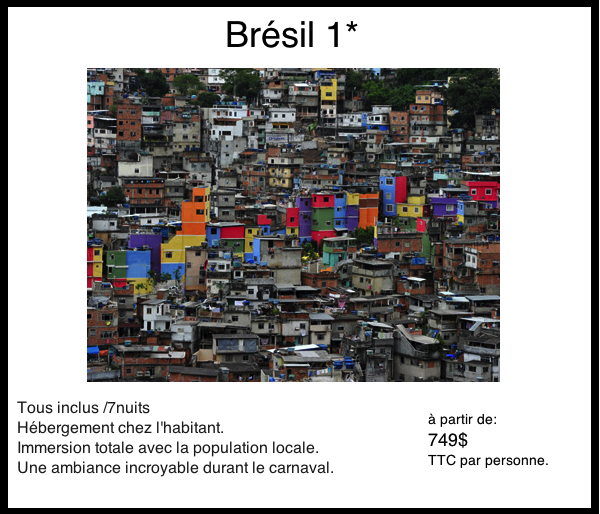 Brésil 1*
Tous inclus /7nuits
Hébergement chez l'habitant.
Immersion totale avec la population locale.
Une ambiance incroyable durant le carnaval.
à partir de:
749$
TTC par personne.